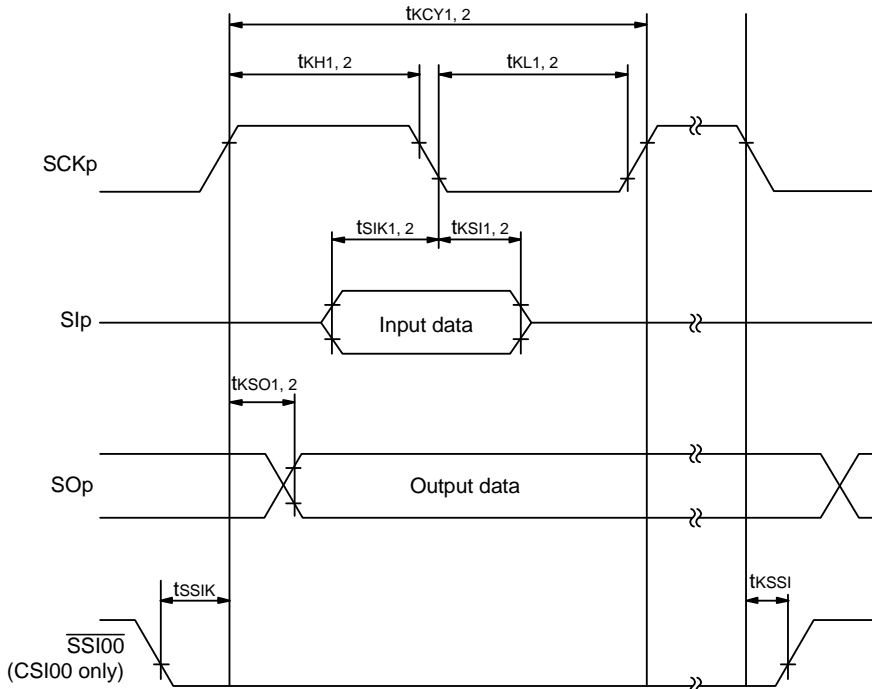 tKCY1, 2
tKH1, 2
tKL1, 2
SCKp
tSIK1, 2
tKSI1, 2
SIp
Input data
tKSO1, 2
SOp
Output data
tSSIK
tKSSI
SSI00
(CSI00 only)